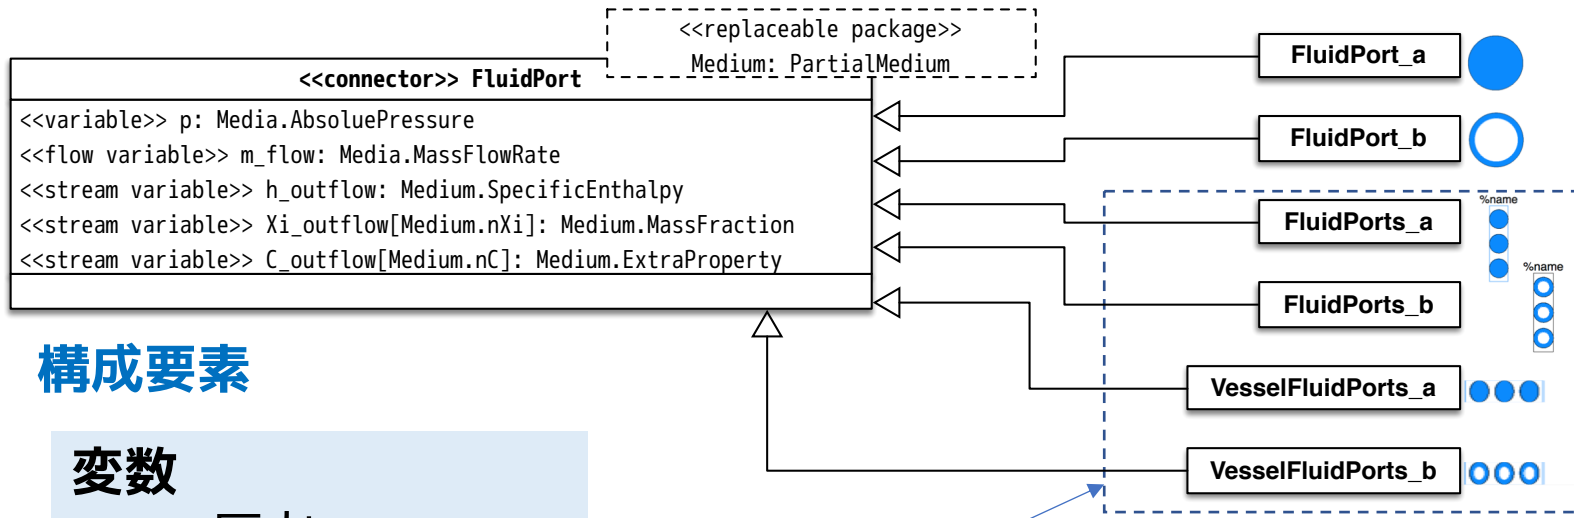 <<replaceable package>>
Medium: PartialMedium
<<connector>> FluidPort
<<variable>> p: Media.AbsoluePressure
<<flow variable>> m_flow: Media.MassFlowRate
<<stream variable>> h_outflow: Medium.SpecificEnthalpy
<<stream variable>> Xi_outflow[Medium.nXi]: Medium.MassFraction
<<stream variable>> C_outflow[Medium.nC]: Medium.ExtraProperty
FluidPort_a
FluidPort_b
FluidPorts_a
%name
%name
FluidPorts_b
VesselFluidPorts_a
VesselFluidPorts_b
構成要素
変数